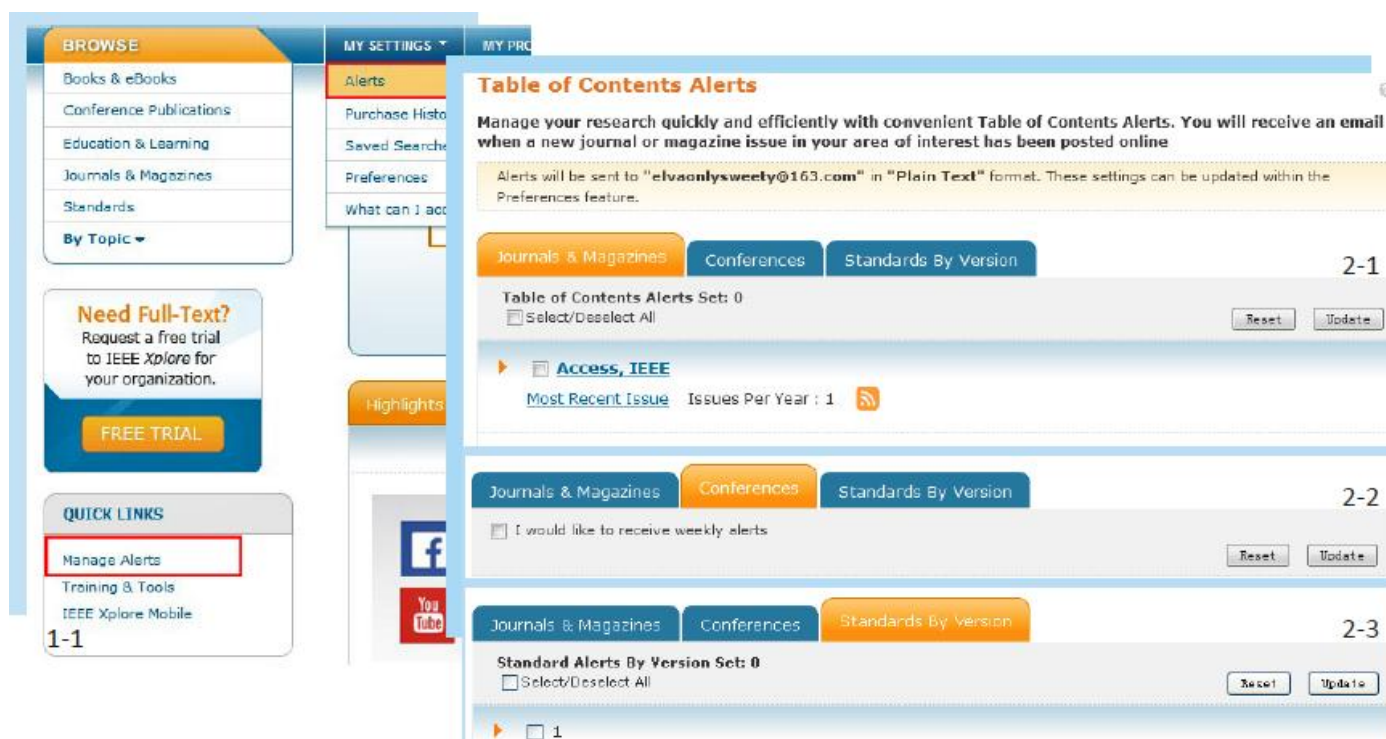 BROWSE
Books & eBooks
Conference Publications
Education & Learning
Journals & Magazines
Standards
By Topic
Need Full-Text?
Request a free trial
to IEEE Xplore for
your organization.
FREE TRIAL
QUICK LINKS
Manage Alerts
Training & Tools
IEEE Xplore Mobile
1-1
MY SETTINGS
MY PRO
Alerts
Purchase Histo
Saved Searche
Preferences
What can I acc
Highlights
f
You
Tube
Table of Contents Alerts
Manage your research quickly and efficiently with convenient Table of Contents Alerts. You will receive an email
when a new journal or magazine issue in your area of interest has been posted online
Alerts will be sent to "elvaonlysweety@163.com" in "Plain Text" format. These settings can be updated within the
Preferences feature.
Journals & Magazines Conferences Standards By Version
2-1
Table of Contents Alerts Set: 0
Select/Deselect All
Reset Update
Access, IEEE
Most Recent Issue Issues Per Year : 1
Journals & Magazines Conferences Standards By Version
2-2
I would like to receive weekly alerts
Reset Update
Journals & Magazines Conferences Standards By Version
2-3
Standard Alerts By Version Set: 0
Select/Deselect All
Reset Update
1